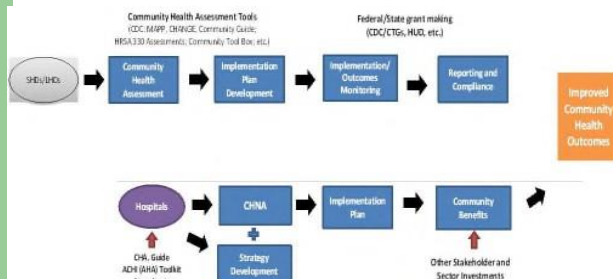 Community Health Assessment Tools
(CDC: MAPP, CHANGE, Community Guide;
HRSA 330 Assessments; Community Tool Box; etc.)
Federal/State grant making
(CDC/CTGs, HUD, etc.)
SHDs/LHDs
Community
Health
Assessment
Implementation
Plan
Development
Implementation/
Outcomes
Monitoring
Reporting and
Compliance
Improved
Community
Health
Outcomes
Hospitals
CHNA
Implementation
Plan
Community
Benefits
CHA. Guide
ACHI (AHA) Toolkit
Strategy
Development
Other Stakeholder and
Sector Investments